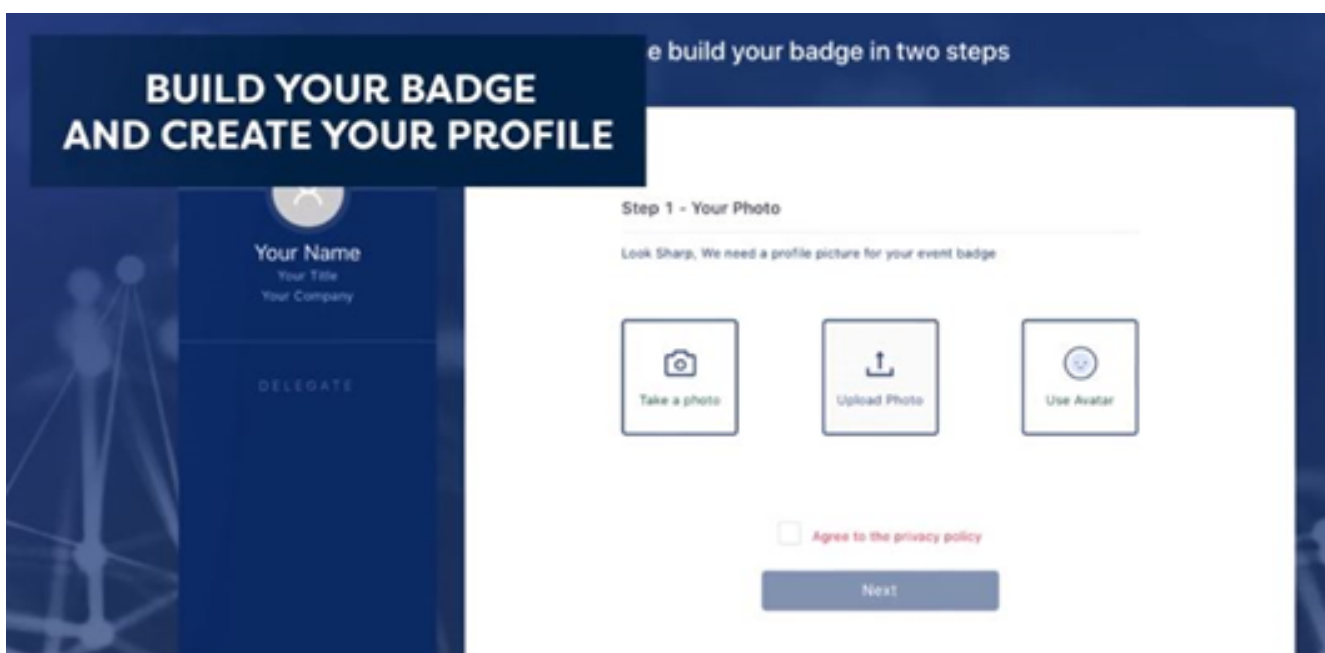 BUILD YOUR BADGE
AND CREATE YOUR PROFILE
e build your badge in two steps
Your Name
Your Title
Your Company
DELEGATE
Step 1 - Your Photo
Look Sharp, We need a profile picture for your event badge
Take a photo
Upload Photo
Use Avatar
Agree to the privacy policy
Next